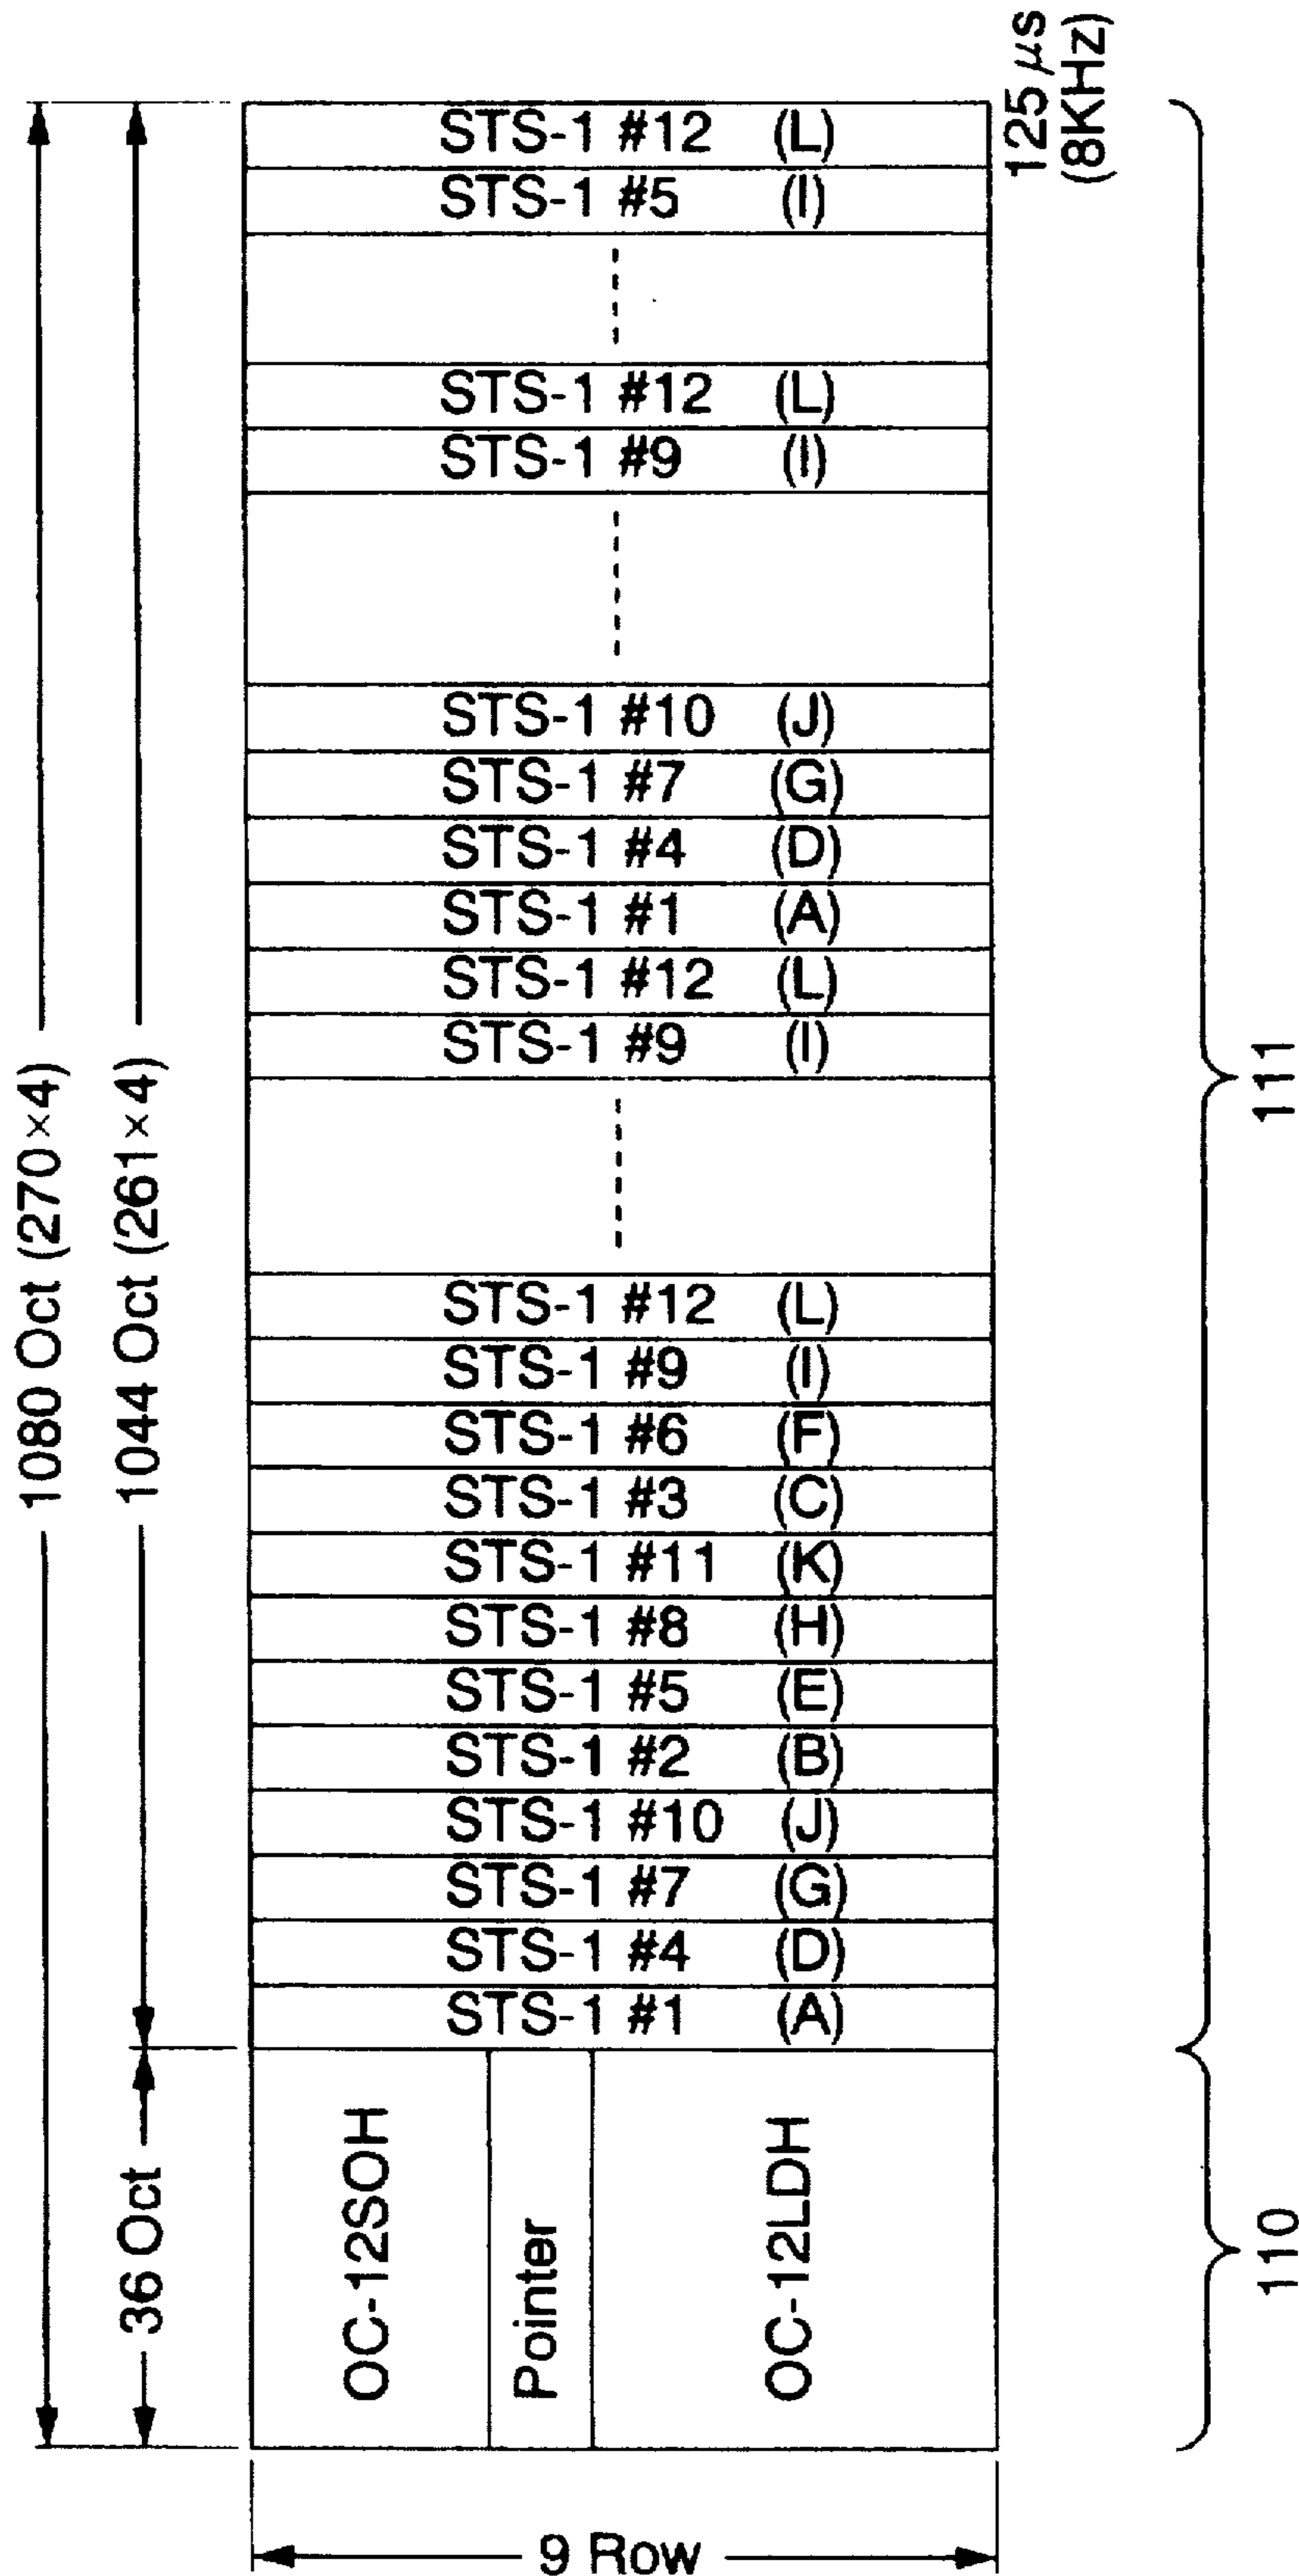 1080 Oct (270×4)
1044 Oct (261×4)
36 Oct
125 μs
(8KHz)
STS-1 #12 (L)
STS-1 #5 (I)
STS-1 #12 (L)
STS-1 #9 (I)
STS-1 #10 (J)
STS-1 #7 (G)
STS-1 #4 (D)
STS-1 #1 (A)
STS-1 #12 (L)
STS-1 #9 (I)
STS-1 #12 (L)
STS-1 #9 (I)
STS-1 #6 (F)
STS-1 #3 (C)
STS-1 #11 (K)
STS-1 #8 (H)
STS-1 #5 (E)
STS-1 #2 (B)
STS-1 #10 (J)
STS-1 #7 (G)
STS-1 #4 (D)
STS-1 #1 (A)
OC-12SOH
Pointer
OC-12LDH
9 Row
111
110